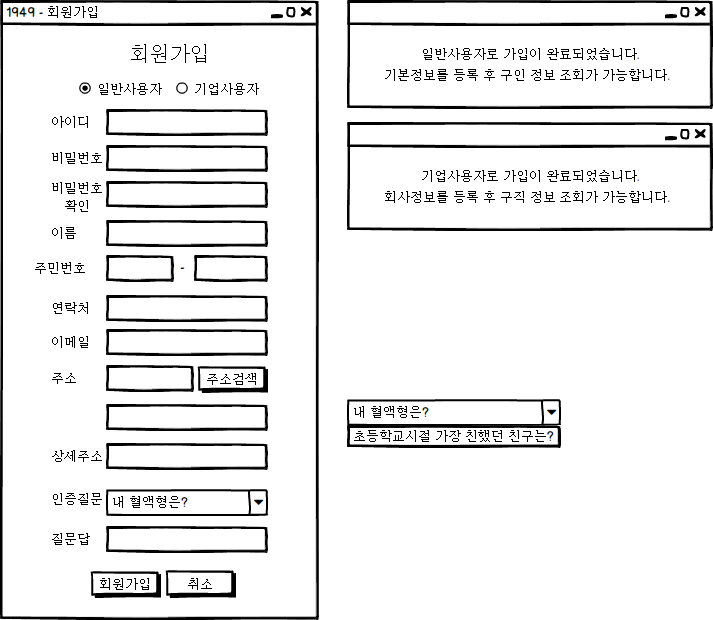 1949 - 회원가입
회원가입
일반사용자 기업사용자
아이디
비밀번호
비밀번호
확인
이름
주민번호 -
연락처
이메일
주소 주소검색
상세주소
인증질문 내 혈액형은?
질문답
회원가입 취소
일반사용자로 가입이 완료되었습니다.
기본정보를 등록 후 구인 정보 조회가 가능합니다.
기업사용자로 가입이 완료되었습니다.
회사정보를 등록 후 구직 정보 조회가 가능합니다.
내 혈액형은?
초등학교시절 가장 친했던 친구는?